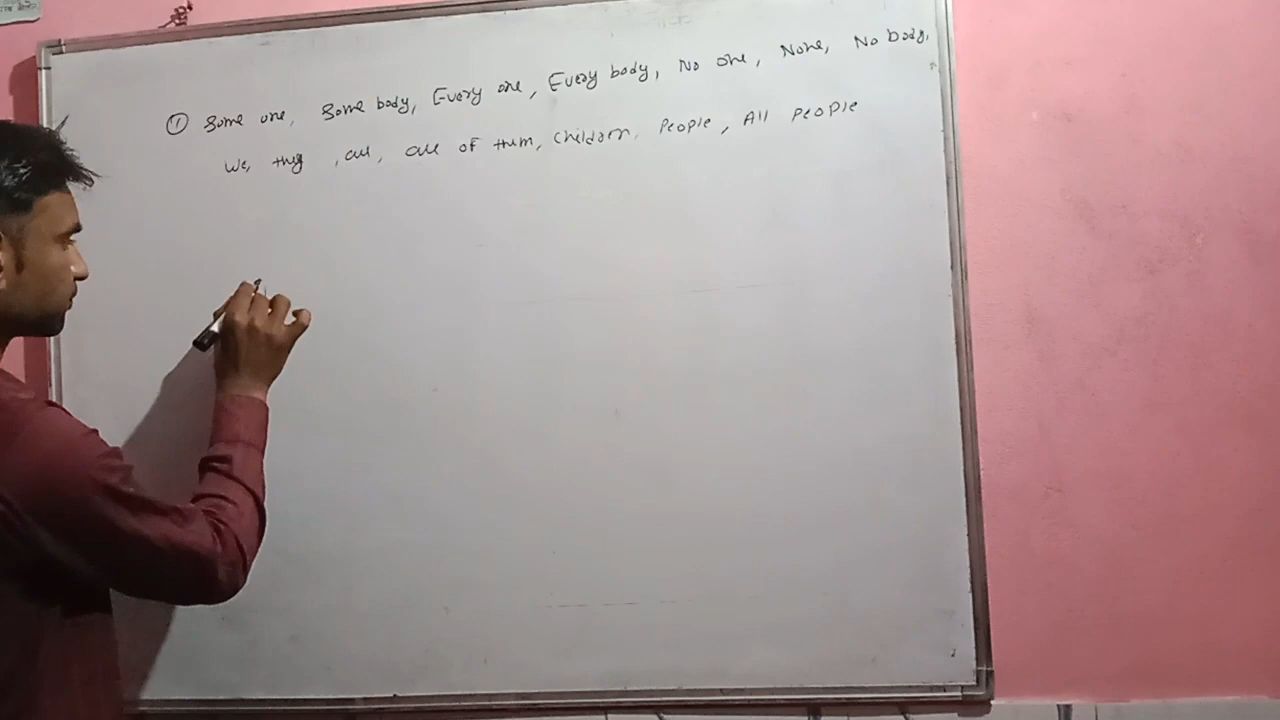 ① Some one, Some body, Every one, Every body, No one, None, No body,
We, they, all, all of them, Children, People, All People